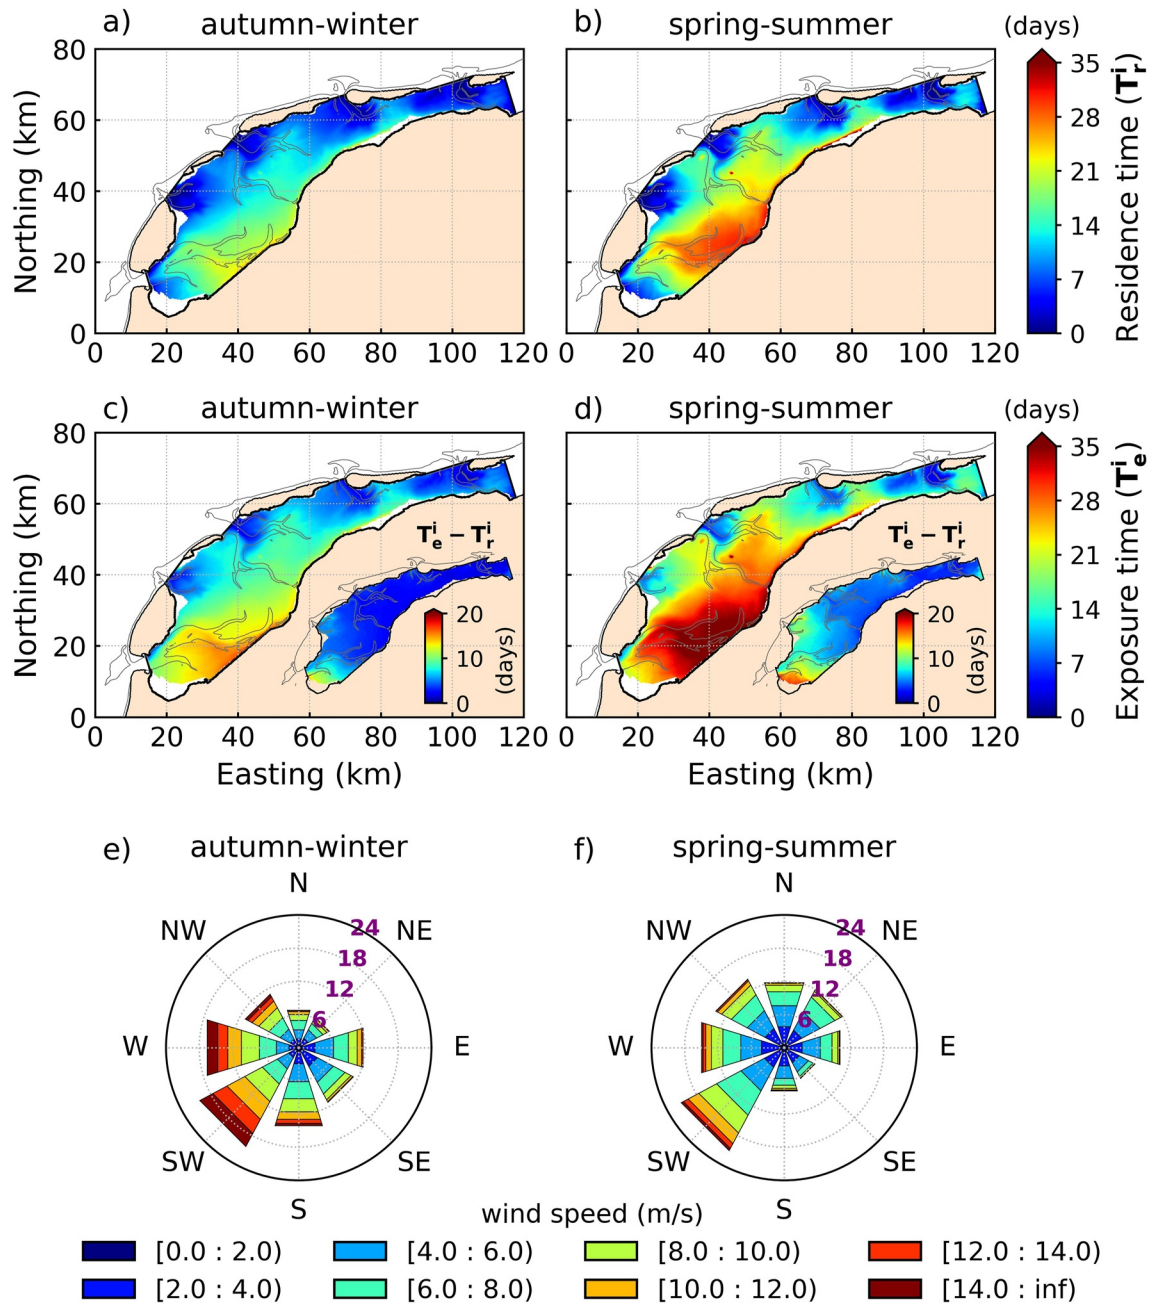 a) autumn-winter
b) spring-summer (days)
80
60
40
20
0
0 20 40 60 80 100 120
0 20 40 60 80 100 120
Northing (km)
35
28
21
14
7
0
Residence time (Tᵢᵣ)
c) autumn-winter
d) spring-summer (days)
80
60
40
20
0
0 20 40 60 80 100 120
0 20 40 60 80 100 120
Northing (km)
Easting (km)
Easting (km)
Tⁱₑ − Tⁱᵣ
20
10
0
(days)
Tⁱₑ − Tⁱᵣ
20
10
0
(days)
35
28
21
14
7
0
Exposure time (Tⁱₑ)
e) autumn-winter
N
NW NE
W E
SW SE
S
24
18
12
6
f) spring-summer
N
NW NE
W E
SW SE
S
24
18
12
6
wind speed (m/s)
[0.0 : 2.0) [4.0 : 6.0) [8.0 : 10.0) [12.0 : 14.0)
[2.0 : 4.0) [6.0 : 8.0) [10.0 : 12.0) [14.0 : inf)